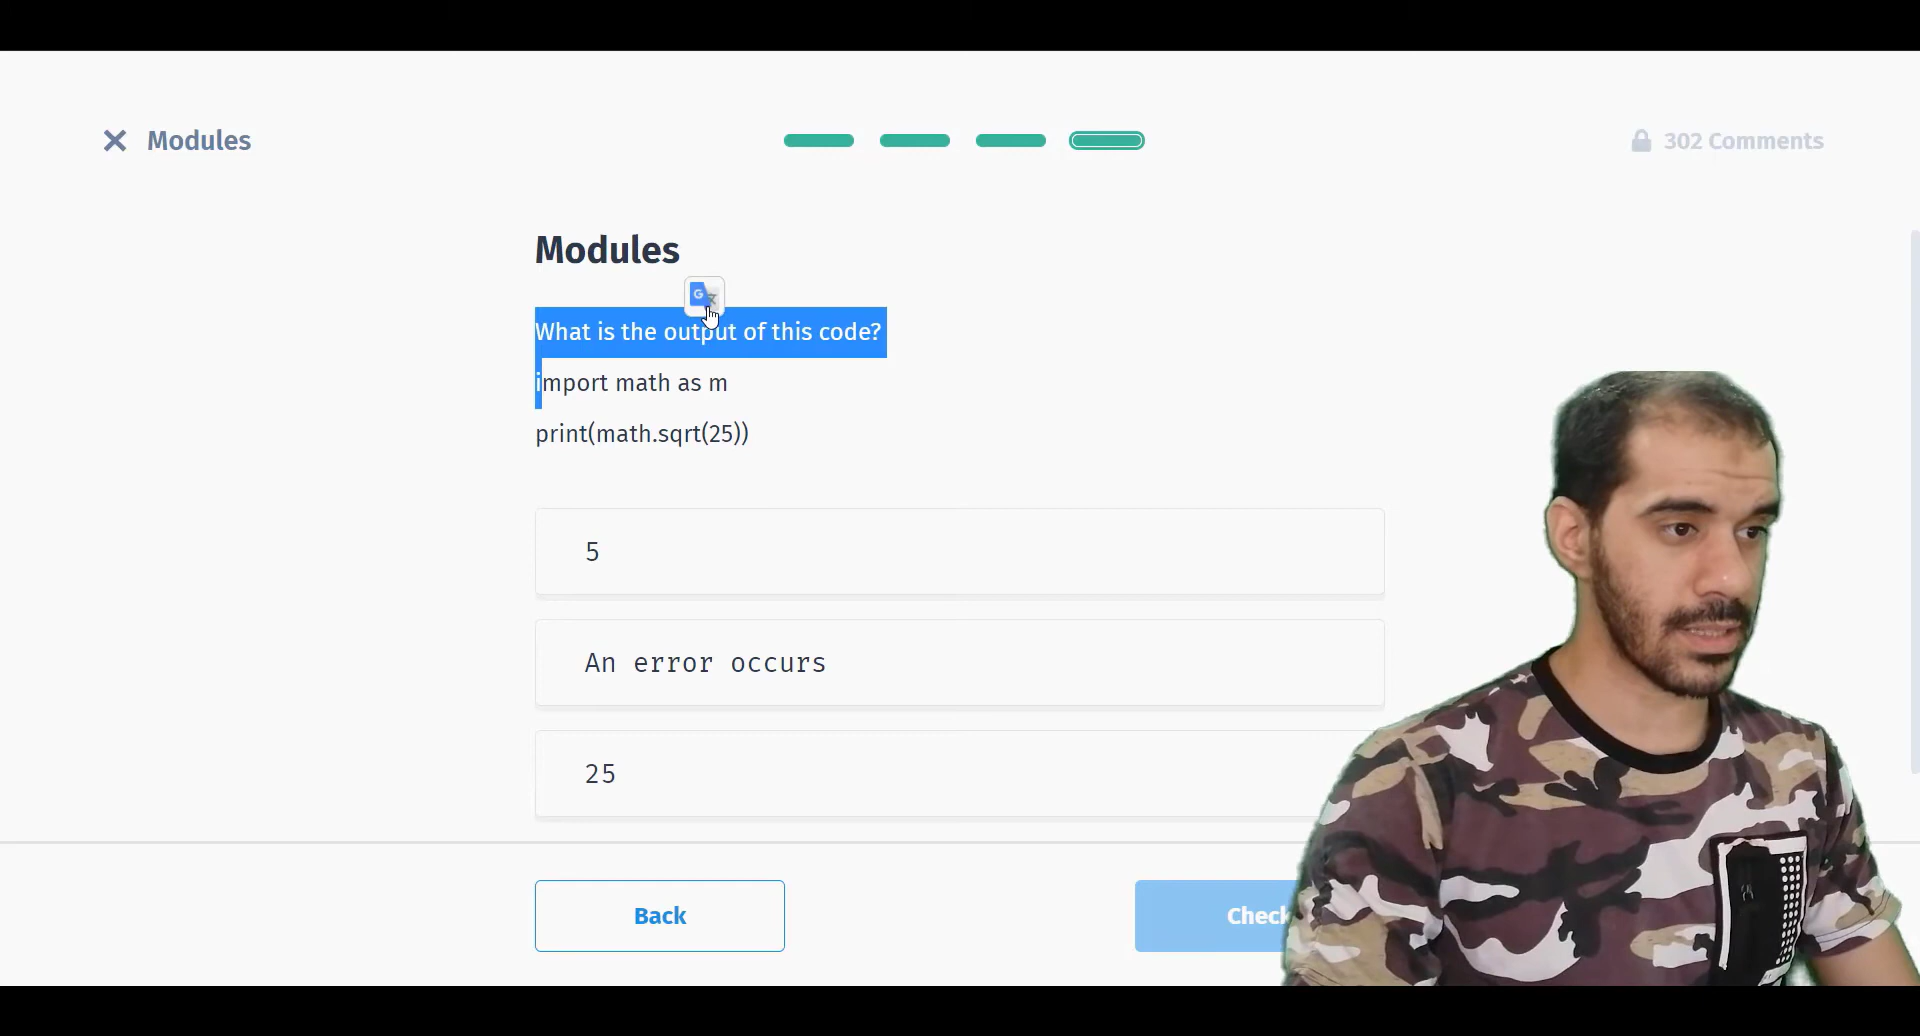 Modules
302 Comments
Modules
What is the output of this code?
import math as m
print(math.sqrt(25))
5
An error occurs
25
Back
Check